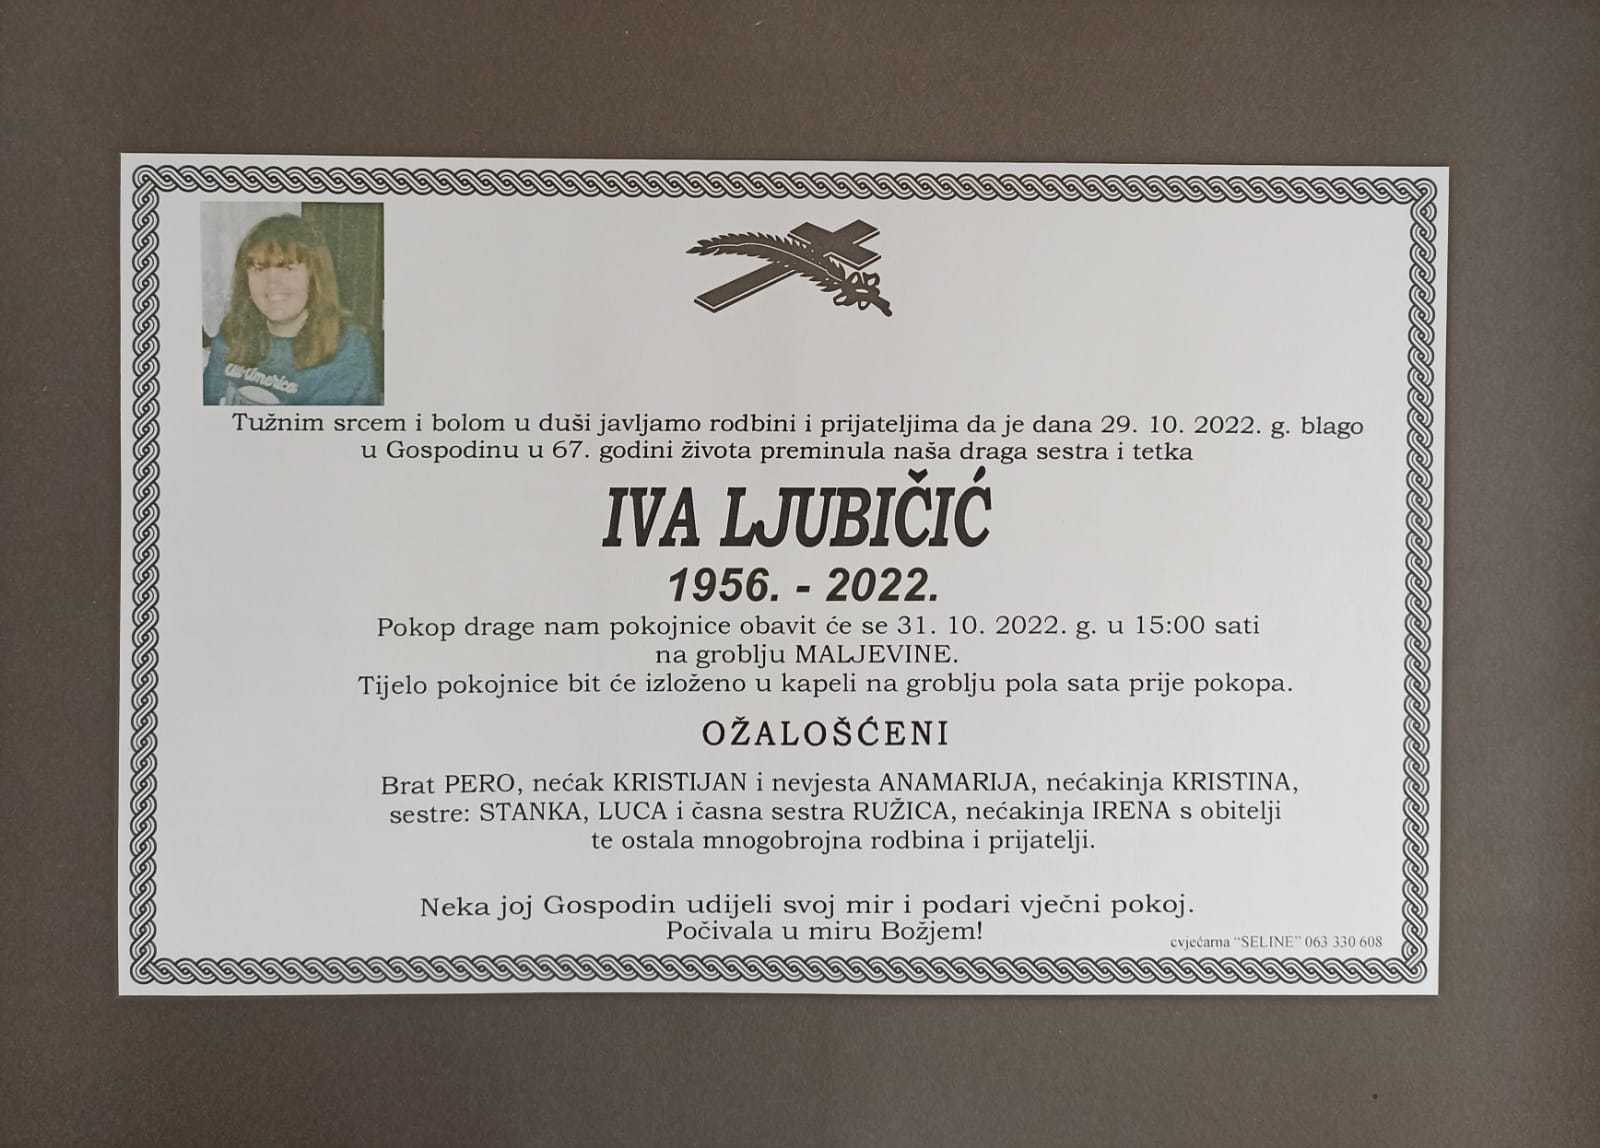 All-America
Tužnim srcem i bolom u duši javljamo rodbini i prijateljima da je dana 29. 10. 2022. g. blago
u Gospodinu u 67. godini života preminula naša draga sestra i tetka
IVA LJUBIČIĆ
1956. - 2022.
Pokop drage nam pokojnice obavit će se 31. 10. 2022. g. u 15:00 sati
na groblju MALJEVINE.
Tijelo pokojnice bit će izloženo u kapeli na groblju pola sata prije pokopa.
OŽALOŠĆENI
Brat PERO, nećak KRISTIJAN i nevjesta ANAMARIJA, nećakinja KRISTINA,
sestre: STANKA, LUCA i časna sestra RUŽICA, nećakinja IRENA s obitelji
te ostala mnogobrojna rodbina i prijatelji.
Neka joj Gospodin udijeli svoj mir i podari vječni pokoj.
Počivala u miru Božjem!
cvjećarna “SELINE” 063 330 608